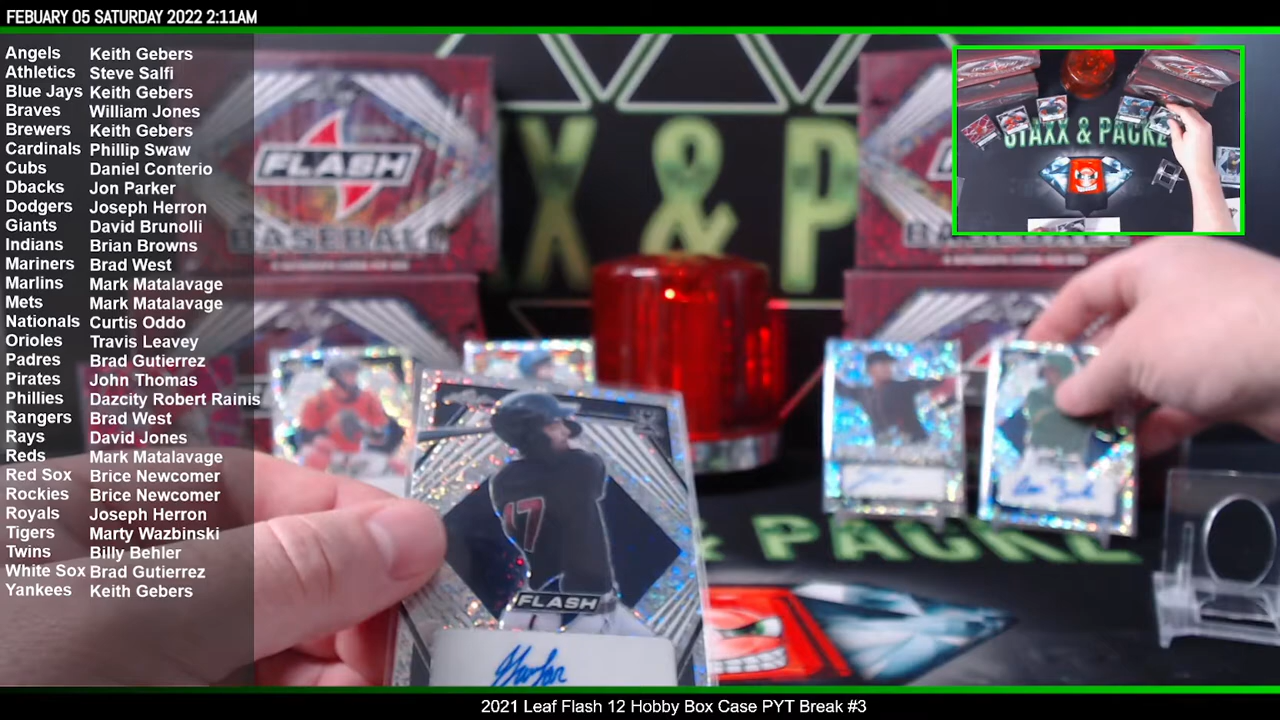 FEBUARY 05 SATURDAY 2022 2:11AM
Angels Keith Gebers
Athletics Steve Salfi
Blue Jays Keith Gebers
Braves William Jones
Brewers Keith Gebers
Cardinals Phillip Swaw
Cubs Daniel Conterio
Dbacks Jon Parker
Dodgers Joseph Herron
Giants David Brunolli
Indians Brian Browns
Mariners Brad West
Marlins Mark Matalavage
Mets Mark Matalavage
Nationals Curtis Oddo
Orioles Travis Leavey
Padres Brad Gutierrez
Pirates John Thomas
Phillies Dazcity Robert Rainis
Rangers Brad West
Rays David Jones
Reds Mark Matalavage
Red Sox Brice Newcomer
Rockies Brice Newcomer
Royals Joseph Herron
Tigers Marty Wazbinski
Twins Billy Behler
White Sox Brad Gutierrez
Yankees Keith Gebers
FLASH
BASEBALL
X & P
STAXX & PACKZ
17
FLASH
& PACKZ
2021 Leaf Flash 12 Hobby Box Case PYT Break #3